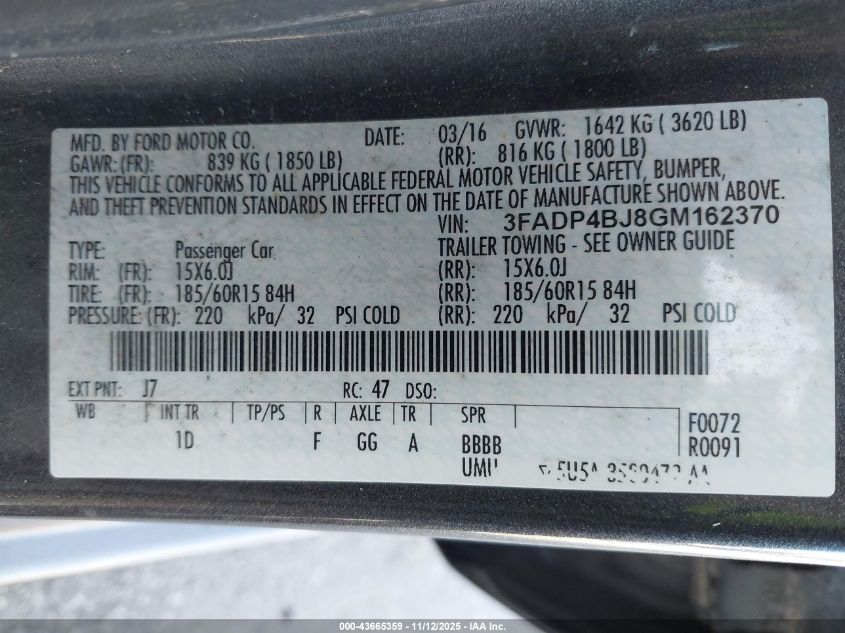 MFD. BY FORD MOTOR CO. DATE: 03/16 GVWR: 1642 KG ( 3620 LB)
GAWR: (FR): 839 KG ( 1850 LB) (RR): 816 KG ( 1800 LB)
THIS VEHICLE CONFORMS TO ALL APPLICABLE FEDERAL MOTOR VEHICLE SAFETY, BUMPER,
AND THEFT PREVENTION STANDARDS IN EFFECT ON THE DATE OF MANUFACTURE SHOWN ABOVE.
VIN: 3FADP4BJ8GM162370
TYPE: Passenger Car TRAILER TOWING - SEE OWNER GUIDE
RIM: (FR): 15X6.0J (RR): 15X6.0J
TIRE: (FR): 185/60R15 84H (RR): 185/60R15 84H
PRESSURE: (FR): 220 kPa/ 32 PSI COLD (RR): 220 kPa/ 32 PSI COLD
EXT PNT: J7 RC: 47 DSO:
WB INT TR TP/PS R AXLE TR SPR F0072
1D F GG A BBBB R0091
000-43665359 - 11/12/2025 - IAA Inc.